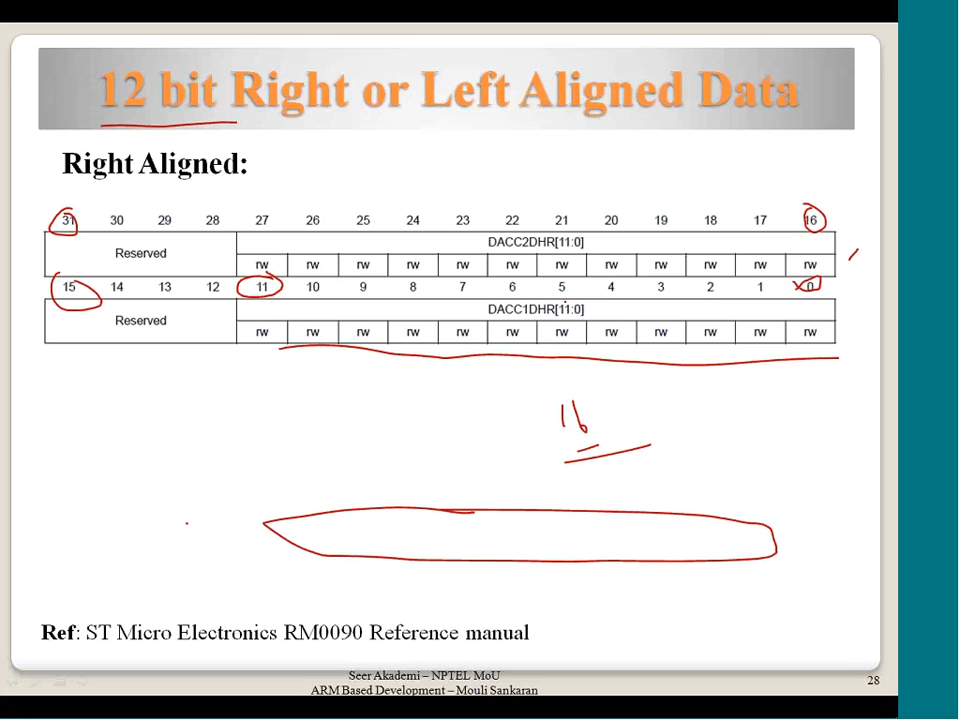 12 bit Right or Left Aligned Data
Right Aligned:
31 30 29 28 27 26 25 24 23 22 21 20 19 18 17 16
Reserved DACC2DHR[11:0]
rw rw rw rw rw rw rw rw rw rw rw rw
15 14 13 12 11 10 9 8 7 6 5 4 3 2 1 0
Reserved DACC1DHR[11:0]
rw rw rw rw rw rw rw rw rw rw rw rw
16
Ref: ST Micro Electronics RM0090 Reference manual
Seer Akademi – NPTEL MoU
ARM Based Development – Mouli Sankaran
28